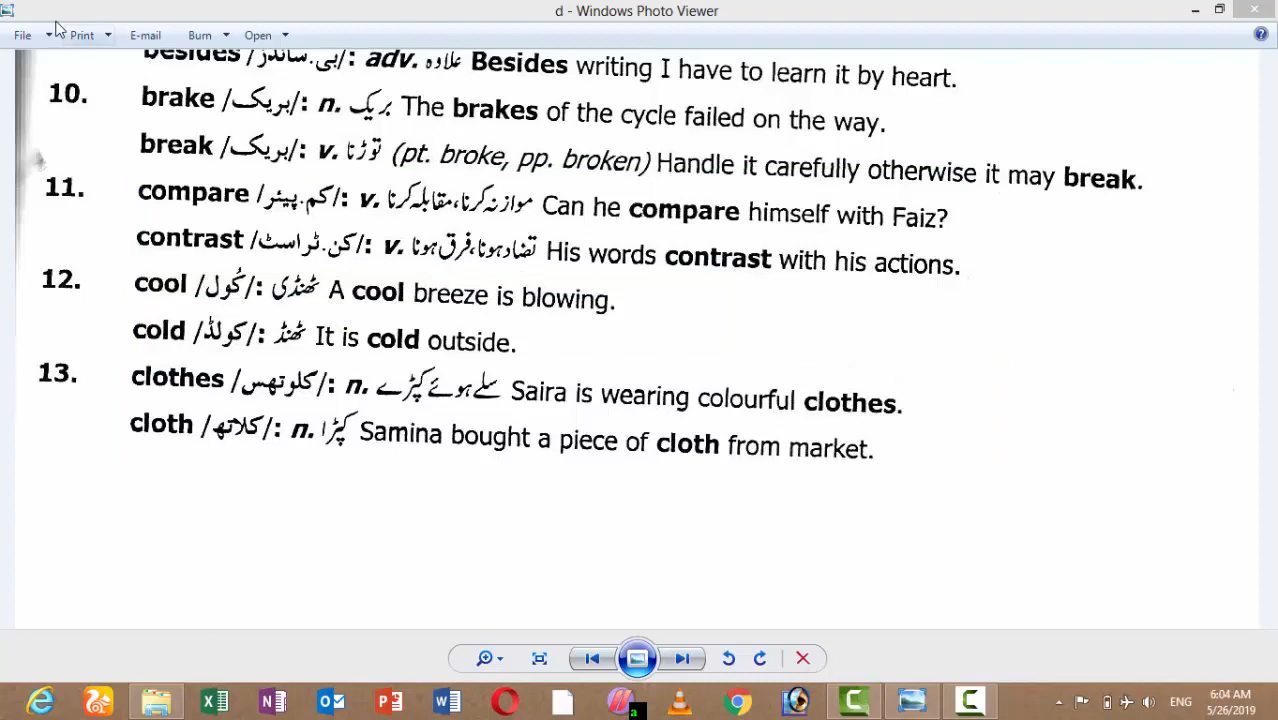 d - Windows Photo Viewer
File Print E-mail Burn Open
besides /بی.سائڈز/: adv. علاوہ Besides writing I have to learn it by heart.
10. brake /بریک/: n. بریک The brakes of the cycle failed on the way.
break /بریک/: v. توڑنا (pt. broke, pp. broken) Handle it carefully otherwise it may break.
11. compare /کم.پیئر/: v. موازنہ کرنا، مقابلہ کرنا Can he compare himself with Faiz?
contrast /کن.ٹراسٹ/: v. تضاد ہونا، فرق ہونا His words contrast with his actions.
12. cool /کُول/: ٹھنڈی A cool breeze is blowing.
cold /کولڈ/: ٹھنڈ It is cold outside.
13. clothes /کلوتھس/: n. سلے ہوئے کپڑے Saira is wearing colourful clothes.
cloth /کلاتھ/: n. کپڑا Samina bought a piece of cloth from market.
a
ENG
6:04 AM
5/26/2019